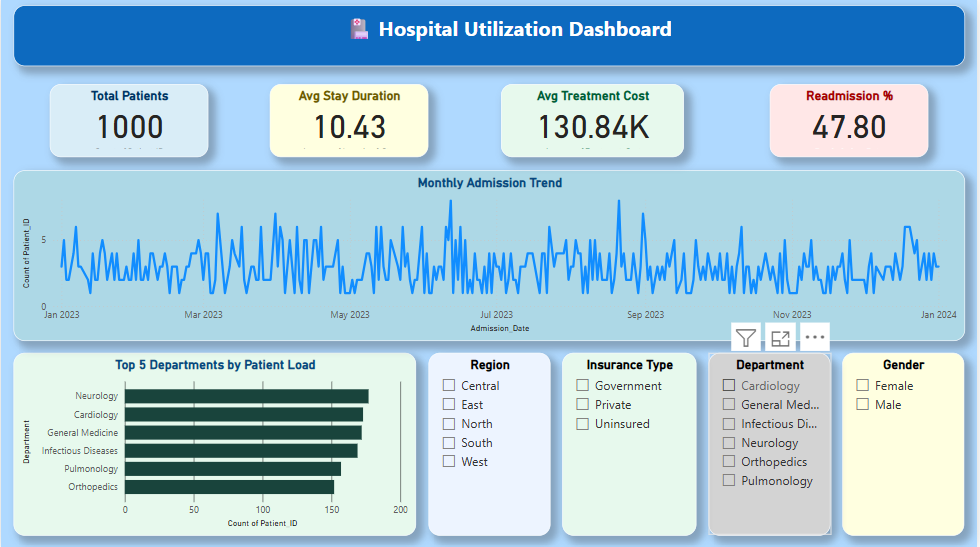 Hospital Utilization Dashboard
Total Patients
1000
Avg Stay Duration
10.43
Avg Treatment Cost
130.84K
Readmission %
47.80
Monthly Admission Trend
Count of Patient_ID
5
0
Jan 2023
Mar 2023
May 2023
Jul 2023
Sep 2023
Nov 2023
Jan 2024
Admission_Date
Top 5 Departments by Patient Load
Department
Neurology
Cardiology
General Medicine
Infectious Diseases
Pulmonology
Orthopedics
0
50
100
150
200
Count of Patient_ID
Region
Central
East
North
South
West
Insurance Type
Government
Private
Uninsured
Department
Cardiology
General Med...
Infectious Di...
Neurology
Orthopedics
Pulmonology
Gender
Female
Male